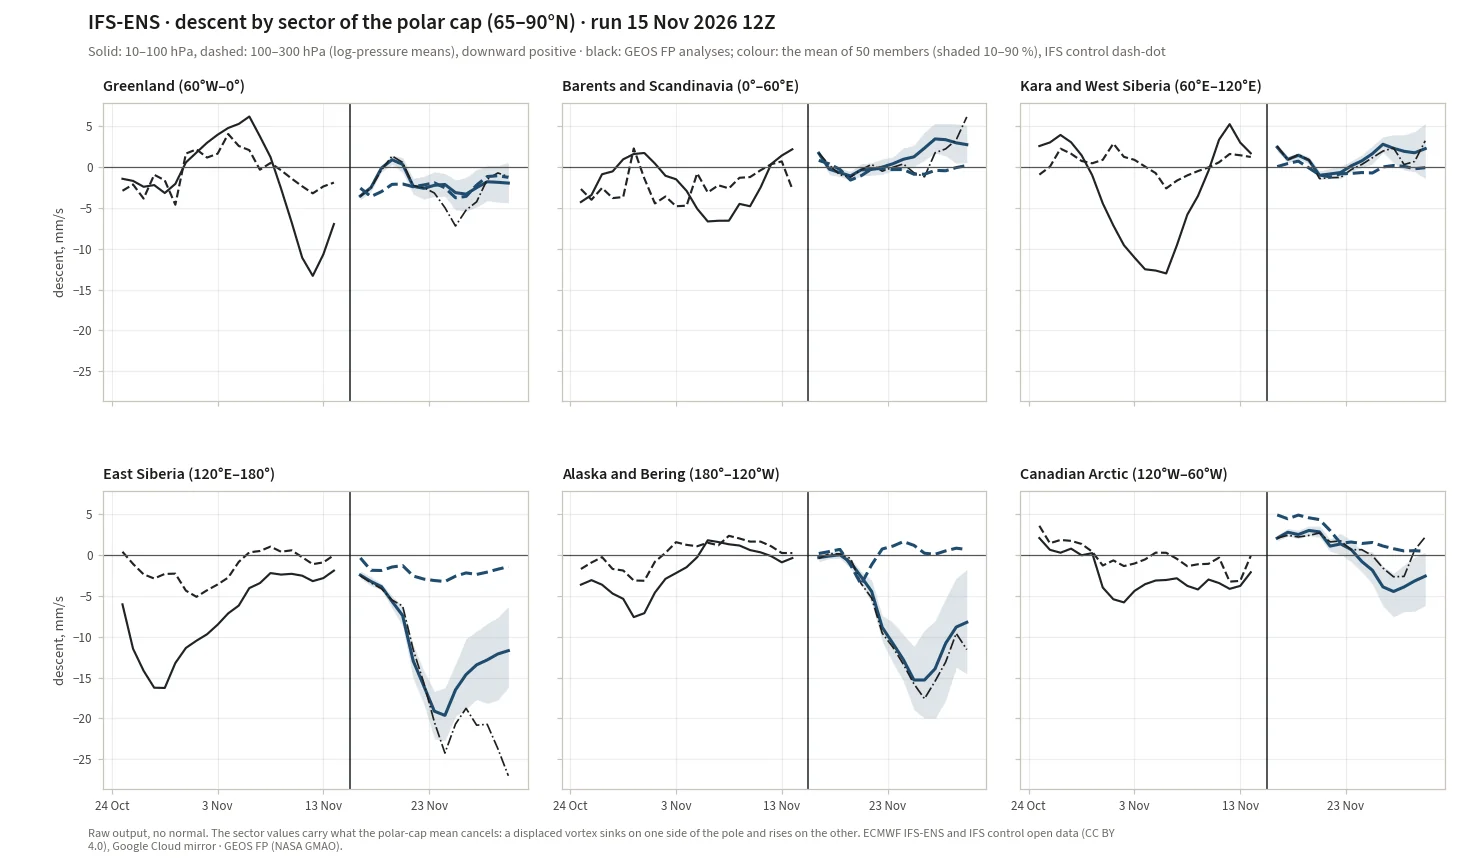 IFS-ENS · descent by sector of the polar cap (65–90°N) · run 15 Nov 2026 12Z
Solid: 10–100 hPa, dashed: 100–300 hPa (log-pressure means), downward positive · black: GEOS FP analyses; colour: the mean of 50 members (shaded 10–90 %), IFS control dash-dot
Greenland (60°W–0°)
Barents and Scandinavia (0°–60°E)
Kara and West Siberia (60°E–120°E)
5
0
−5
−10
−15
−20
−25
descent, mm/s
East Siberia (120°E–180°)
Alaska and Bering (180°–120°W)
Canadian Arctic (120°W–60°W)
5
0
−5
−10
−15
−20
−25
descent, mm/s
24 Oct 3 Nov 13 Nov 23 Nov
24 Oct 3 Nov 13 Nov 23 Nov
24 Oct 3 Nov 13 Nov 23 Nov
Raw output, no normal. The sector values carry what the polar-cap mean cancels: a displaced vortex sinks on one side of the pole and rises on the other. ECMWF IFS-ENS and IFS control open data (CC BY
4.0), Google Cloud mirror · GEOS FP (NASA GMAO).